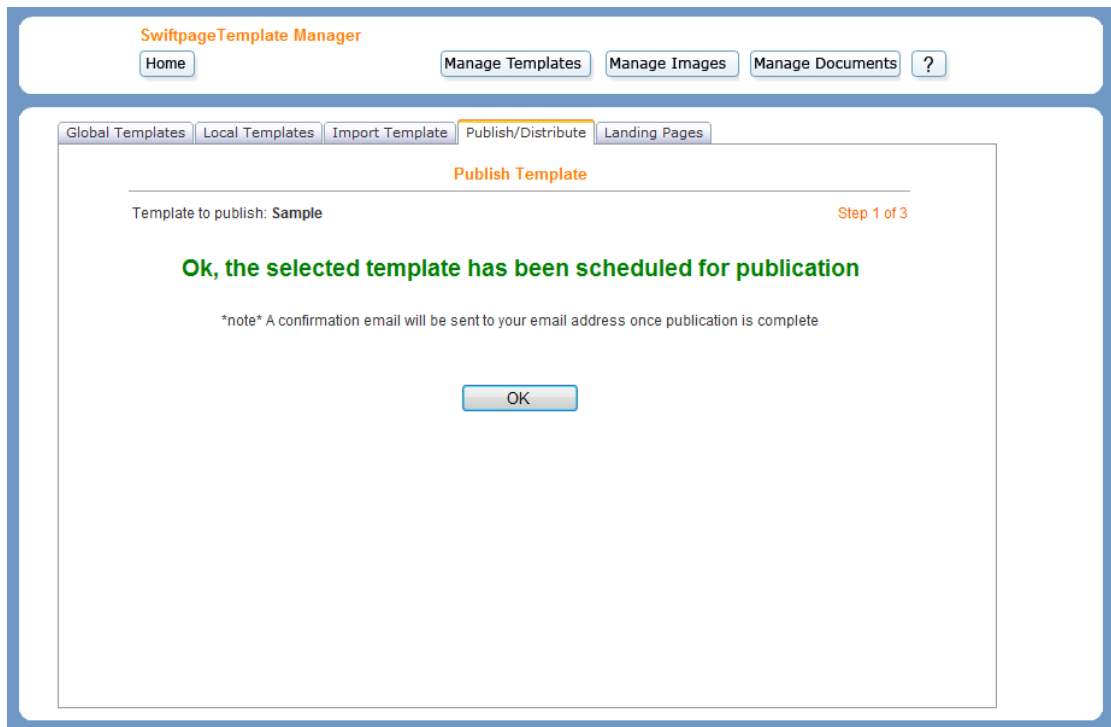 SwiftpageTemplate Manager
Home Manage Templates Manage Images Manage Documents ?
Global Templates Local Templates Import Template Publish/Distribute Landing Pages
Publish Template
Template to publish: Sample Step 1 of 3
Ok, the selected template has been scheduled for publication
*note* A confirmation email will be sent to your email address once publication is complete
OK